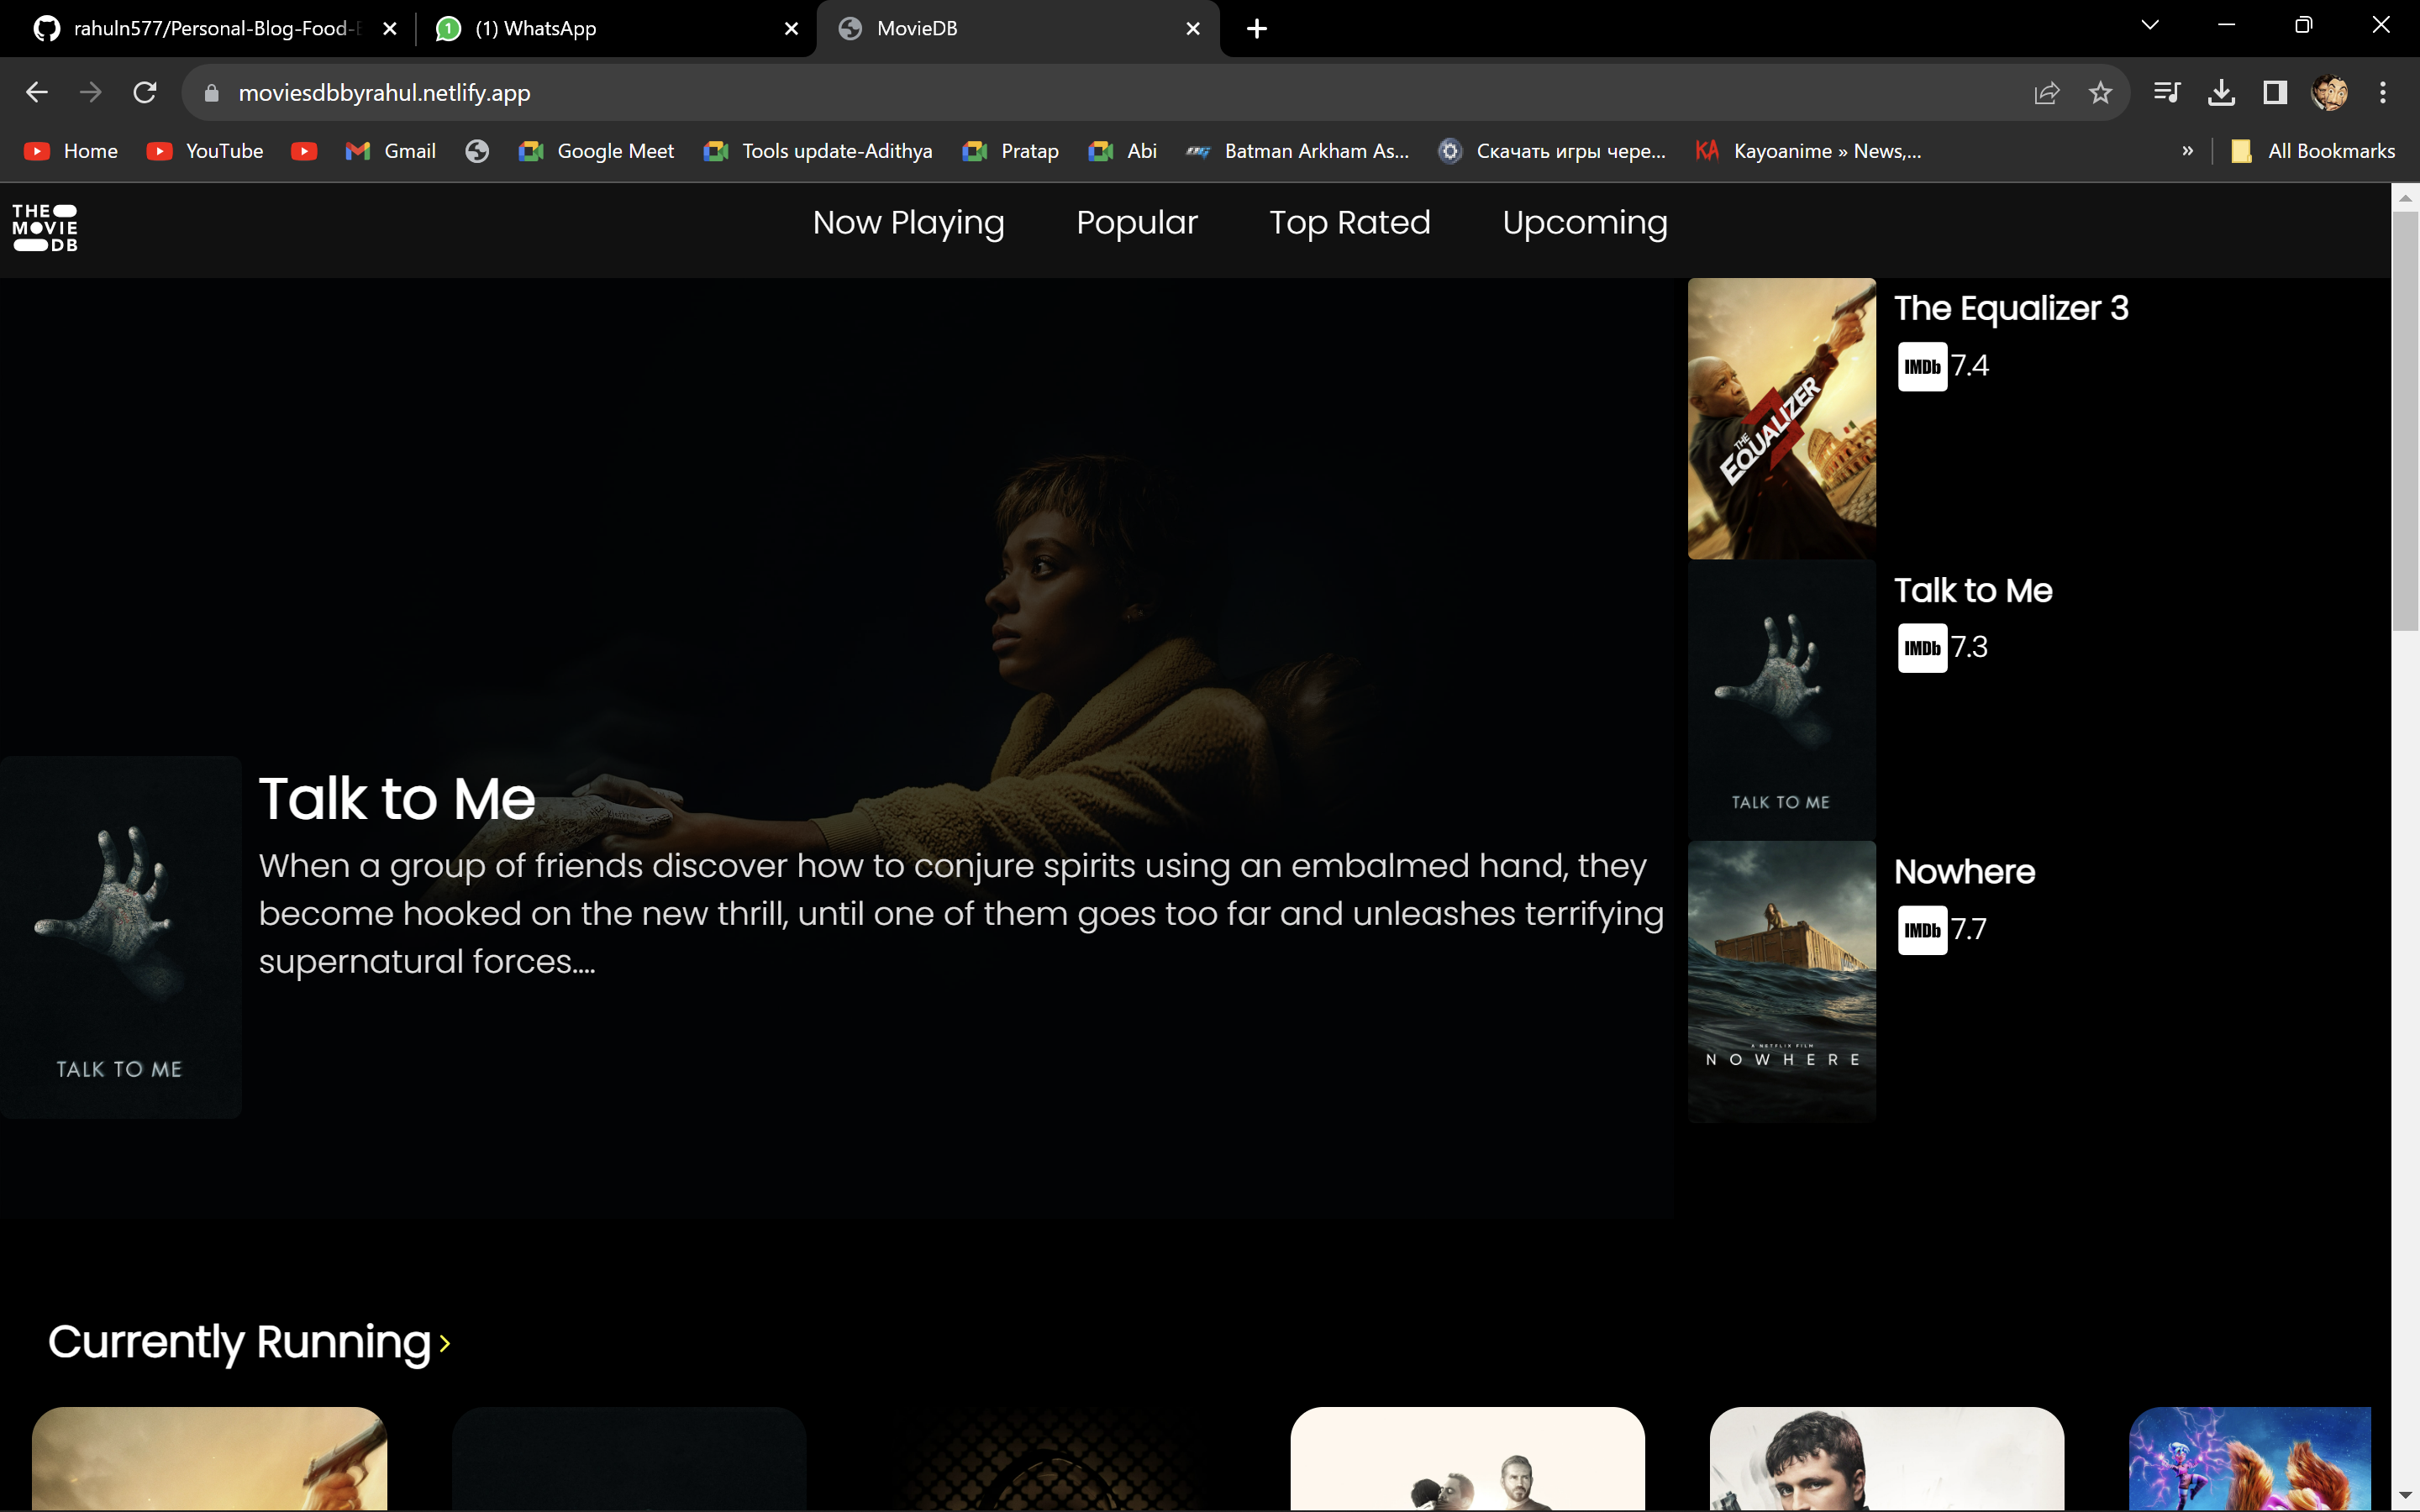 rahuln577/Personal-Blog-Food-
1
(1) WhatsApp
MovieDB
moviesdbbyrahul.netlify.app
Home
YouTube
Gmail
Google Meet
Tools update-Adithya
Pratap
Abi
Batman Arkham As...
Скачать игры чере...
KA
Kayoanime » News,...
»
All Bookmarks
THE
MOVIE
DB
Now Playing
Popular
Top Rated
Upcoming
THE
EQUALIZER
3
The Equalizer 3
IMDb 7.4
TALK TO ME
Talk to Me
IMDb 7.3
A NETFLIX FILM
NOWHERE
Nowhere
IMDb 7.7
TALK TO ME
Talk to Me
When a group of friends discover how to conjure spirits using an embalmed hand, they
become hooked on the new thrill, until one of them goes too far and unleashes terrifying
supernatural forces....
Currently Running